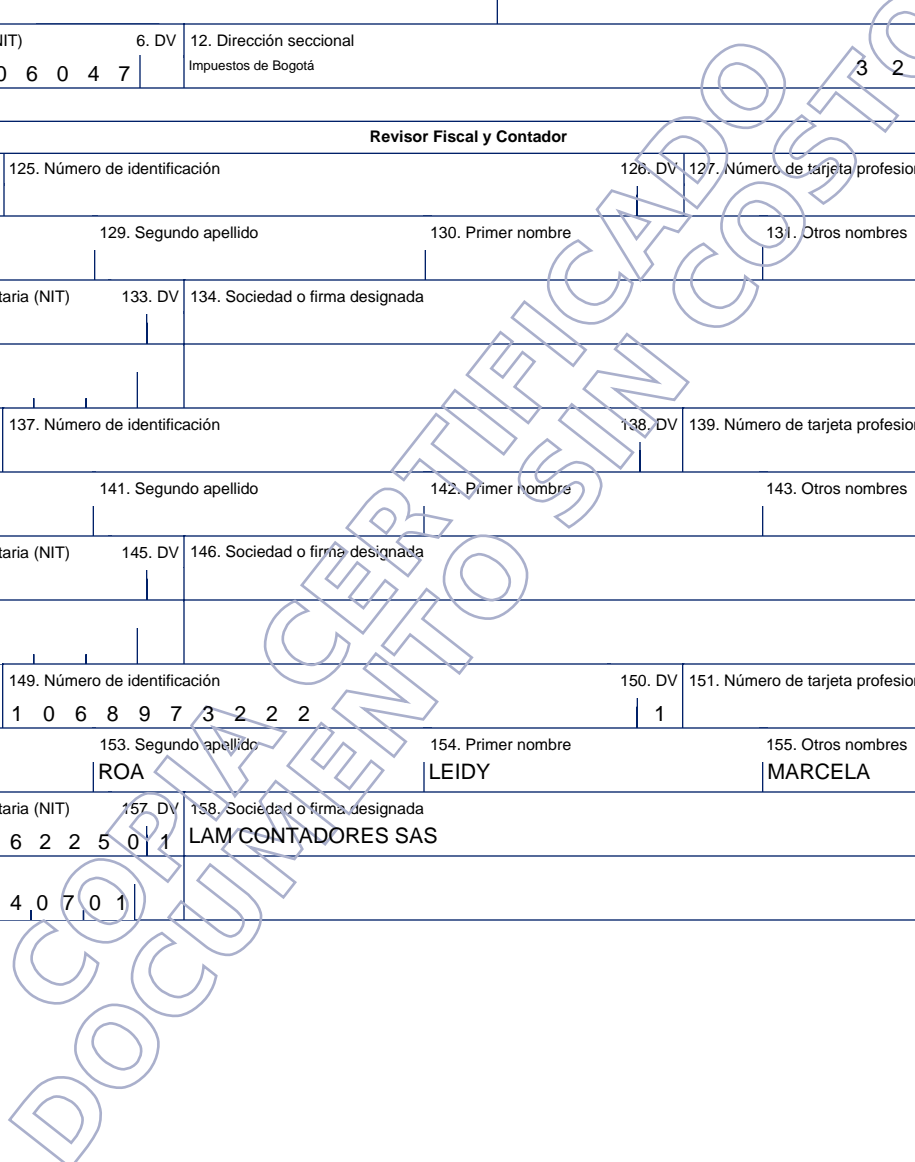 IIT) 6. DV 12. Dirección seccional
0 6 0 4 7 Impuestos de Bogotá 3 2
Revisor Fiscal y Contador
125. Número de identificación 126. DV 127. Número de tarjeta profesion
129. Segundo apellido 130. Primer nombre 131. Otros nombres
taria (NIT) 133. DV 134. Sociedad o firma designada
137. Número de identificación 138. DV 139. Número de tarjeta profesion
141. Segundo apellido 142. Primer nombre 143. Otros nombres
taria (NIT) 145. DV 146. Sociedad o firma designada
149. Número de identificación 150. DV 151. Número de tarjeta profesion
1 0 6 8 9 7 3 2 2 2 1
153. Segundo apellido 154. Primer nombre 155. Otros nombres
ROA LEIDY MARCELA
taria (NIT) 157. DV 158. Sociedad o firma designada
6 2 2 5 0 1 LAM CONTADORES SAS
4 0 7 0 1
COPIA CERTIFICADO
DOCUMENTO SIN COSTO